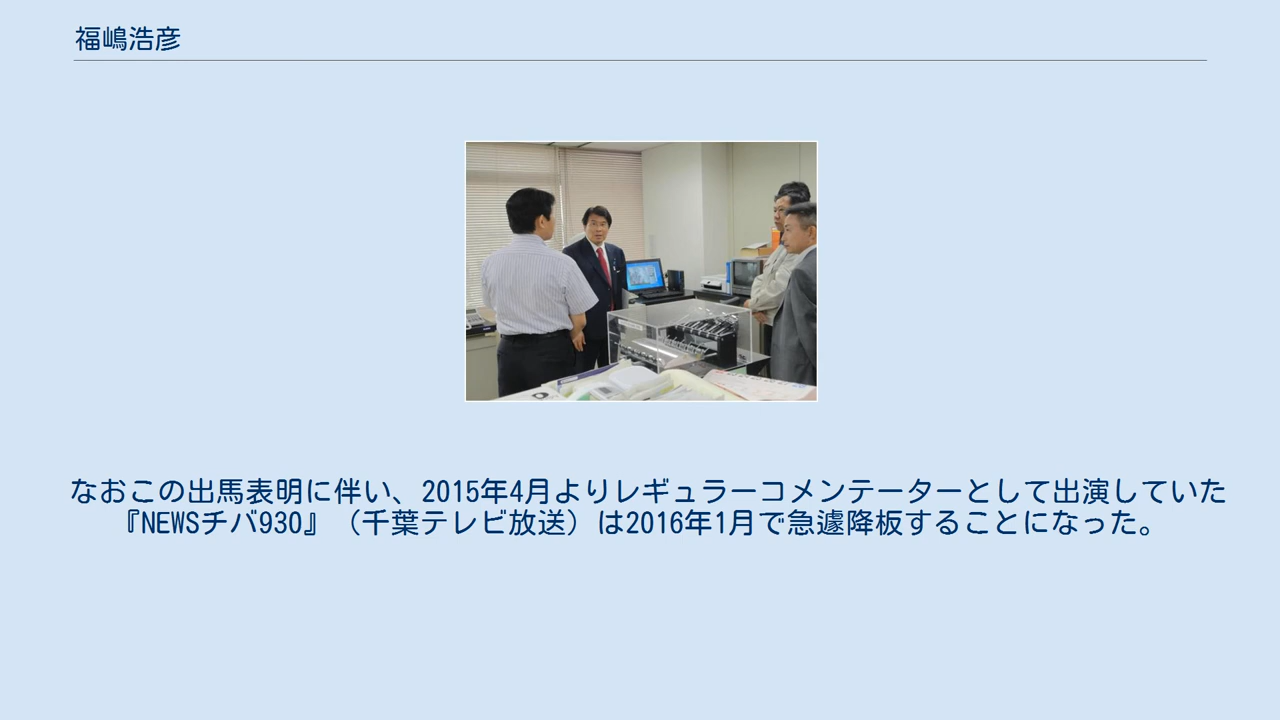 福嶋浩彦
なおこの出馬表明に伴い、2015年4月よりレギュラーコメンテーターとして出演していた
『NEWSチバ930』（千葉テレビ放送）は2016年1月で急遽降板することになった。